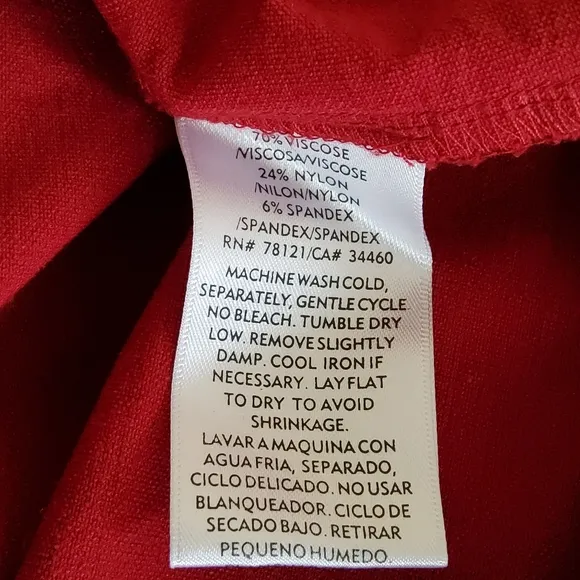 70% VISCOSE
/VISCOSA/VISCOSE
24% NYLON
/NILON/NYLON
6% SPANDEX
/SPANDEX/SPANDEX
RN# 78121/CA# 34460
MACHINE WASH COLD,
SEPARATELY, GENTLE CYCLE.
NO BLEACH. TUMBLE DRY
LOW. REMOVE SLIGHTLY
DAMP. COOL IRON IF
NECESSARY. LAY FLAT
TO DRY TO AVOID
SHRINKAGE.
LAVAR A MAQUINA CON
AGUA FRIA, SEPARADO,
CICLO DELICADO. NO USAR
BLANQUEADOR. CICLO DE
SECADO BAJO. RETIRAR
PEQUENO HUMEDO.